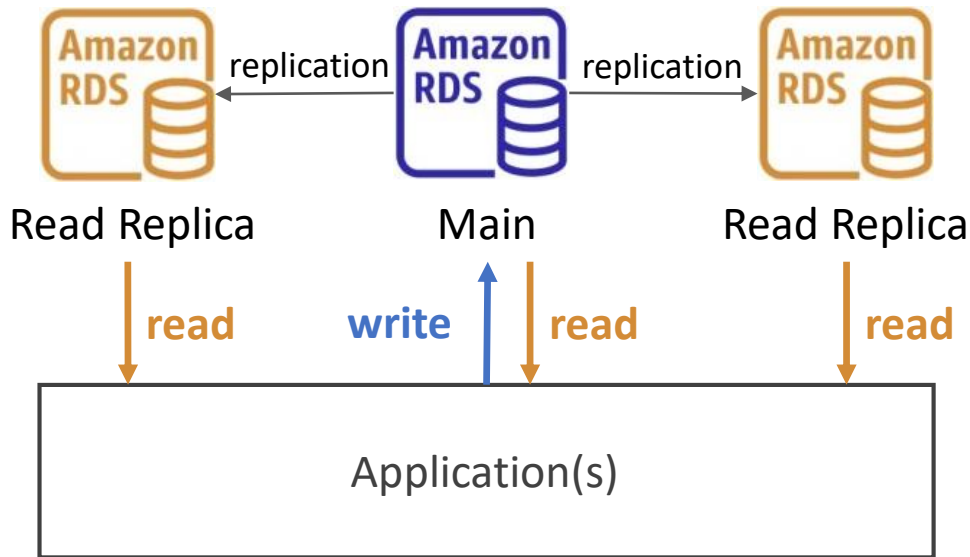 Amazon
RDS
replication
Amazon
RDS
replication
Amazon
RDS
Read Replica
Main
Read Replica
read
write
read
read
Application(s)